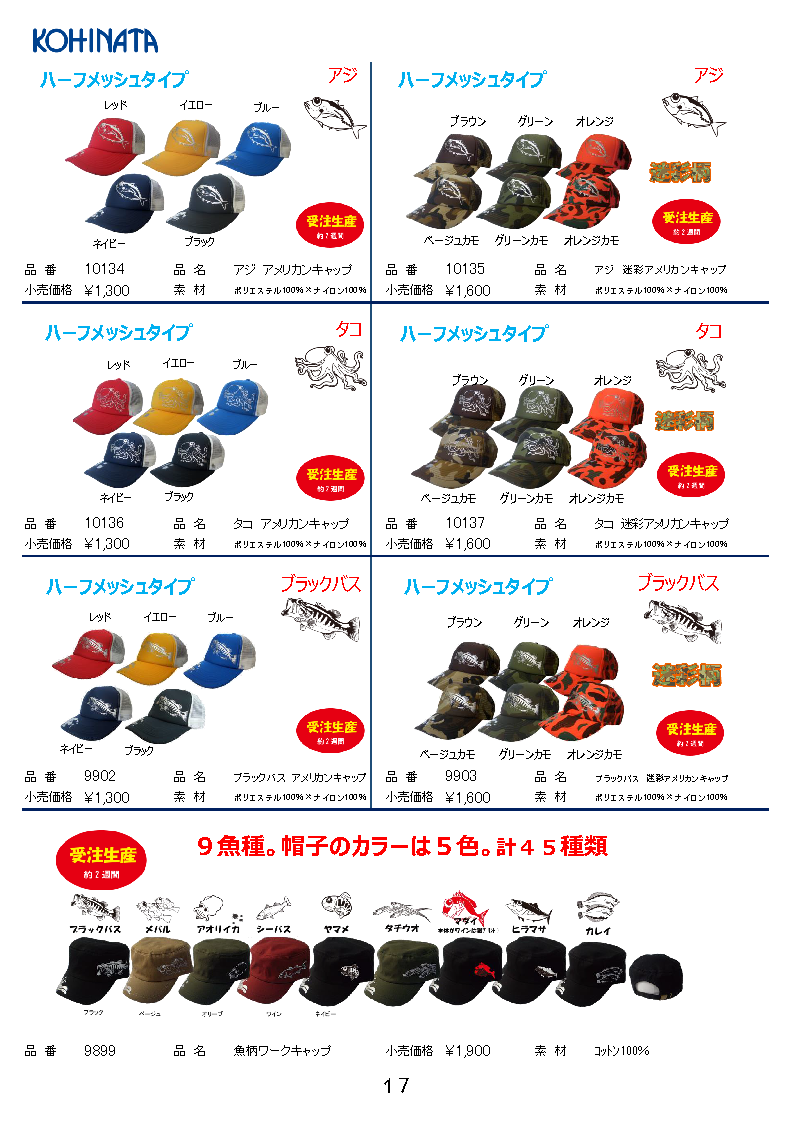 KOHINATA
ハーフメッシュタイプ
アジ
レッド イエロー ブルー
ネイビー ブラック
受注生産
約2週間
品 番 10134 品 名 アジ アメリカンキャップ
小売価格 ¥1,300 素 材 ポリエステル100%×ナイロン100%
ハーフメッシュタイプ
アジ
ブラウン グリーン オレンジ
迷彩柄
ベージュカモ グリーンカモ オレンジカモ
受注生産
約2週間
品 番 10135 品 名 アジ 迷彩アメリカンキャップ
小売価格 ¥1,600 素 材 ポリエステル100%×ナイロン100%
ハーフメッシュタイプ
タコ
レッド イエロー ブルー
ネイビー ブラック
受注生産
約2週間
品 番 10136 品 名 タコ アメリカンキャップ
小売価格 ¥1,300 素 材 ポリエステル100%×ナイロン100%
ハーフメッシュタイプ
タコ
ブラウン グリーン オレンジ
迷彩柄
ベージュカモ グリーンカモ オレンジカモ
受注生産
約2週間
品 番 10137 品 名 タコ 迷彩アメリカンキャップ
小売価格 ¥1,600 素 材 ポリエステル100%×ナイロン100%
ハーフメッシュタイプ
ブラックバス
レッド イエロー ブルー
ネイビー ブラック
受注生産
約2週間
品 番 9902 品 名 ブラックバス アメリカンキャップ
小売価格 ¥1,300 素 材 ポリエステル100%×ナイロン100%
ハーフメッシュタイプ
ブラックバス
ブラウン グリーン オレンジ
迷彩柄
ベージュカモ グリーンカモ オレンジカモ
受注生産
約2週間
品 番 9903 品 名 ブラックバス 迷彩アメリカンキャップ
小売価格 ¥1,600 素 材 ポリエステル100%×ナイロン100%
受注生産
約2週間
９魚種。帽子のカラーは５色。計４５種類
ブラックバス メバル アオリイカ シーバス ヤマメ タチウオ マダイ ヒラマサ カレイ
ブラック ベージュ オリーブ ワイン ネイビー
品 番 9899 品 名 魚柄ワークキャップ 小売価格 ¥1,900 素 材 ｺｯﾄﾝ100%
17